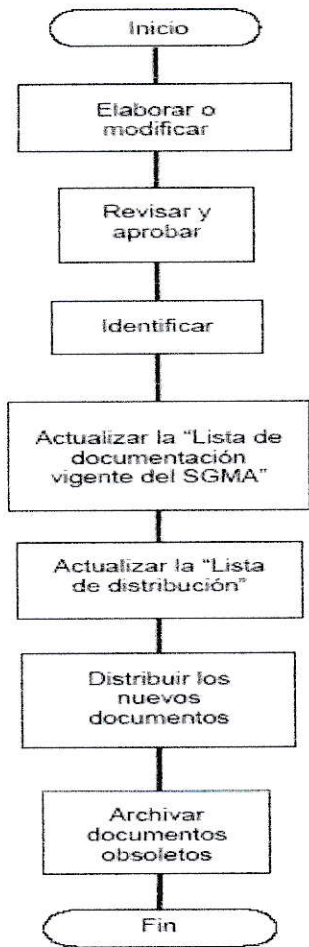 Inicio
Elaborar o
modificar
Revisar y
aprobar
Identificar
Actualizar la "Lista de
documentación
vigente del SGMA"
Actualizar la "Lista
de distribución"
Distribuir los
nuevos
documentos
Archivar
documentos
obsoletos
Fin